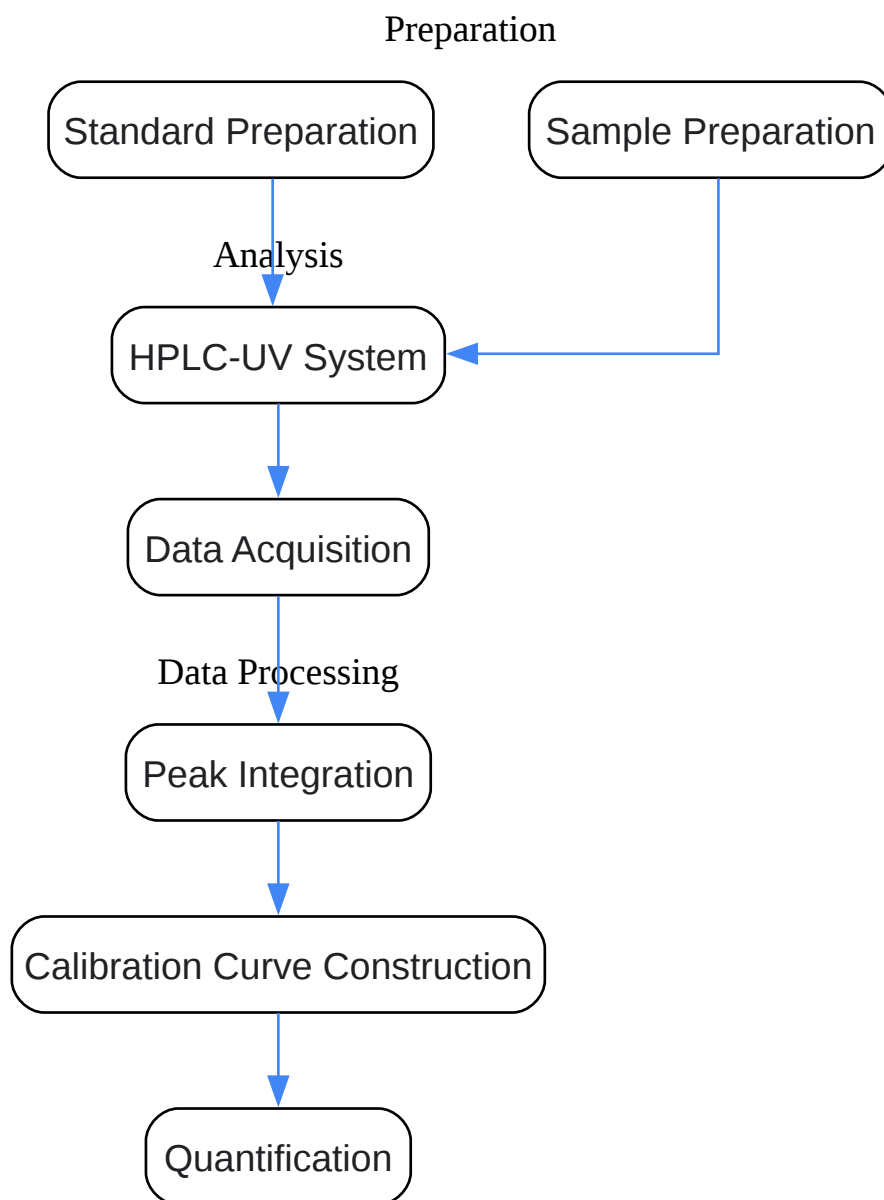 Preparation
Standard Preparation
Sample Preparation
Analysis
HPLC-UV System
Data Acquisition
Data Processing
Peak Integration
Calibration Curve Construction
Quantification